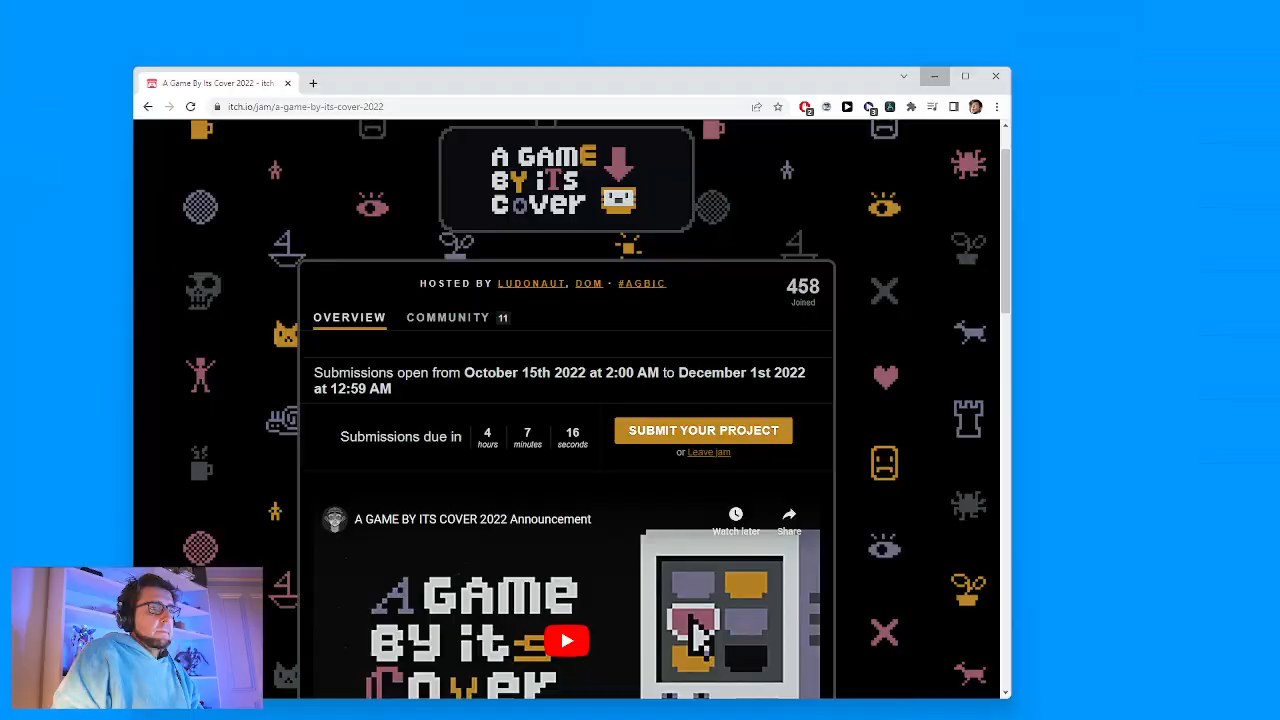 A Game By Its Cover 2022 - itch
itch.io/jam/a-game-by-its-cover-2022
2
3
A GAME
BY iTS
cover
HOSTED BY LUDONAUT, DOM · #AGBIC
458
Joined
OVERVIEW
COMMUNITY 11
Submissions open from October 15th 2022 at 2:00 AM to December 1st 2022
at 12:59 AM
Submissions due in
4
hours
7
minutes
16
seconds
SUBMIT YOUR PROJECT
or Leave jam
A GAME BY ITS COVER 2022 Announcement
Watch later
Share
A GAME
BY its
Cover